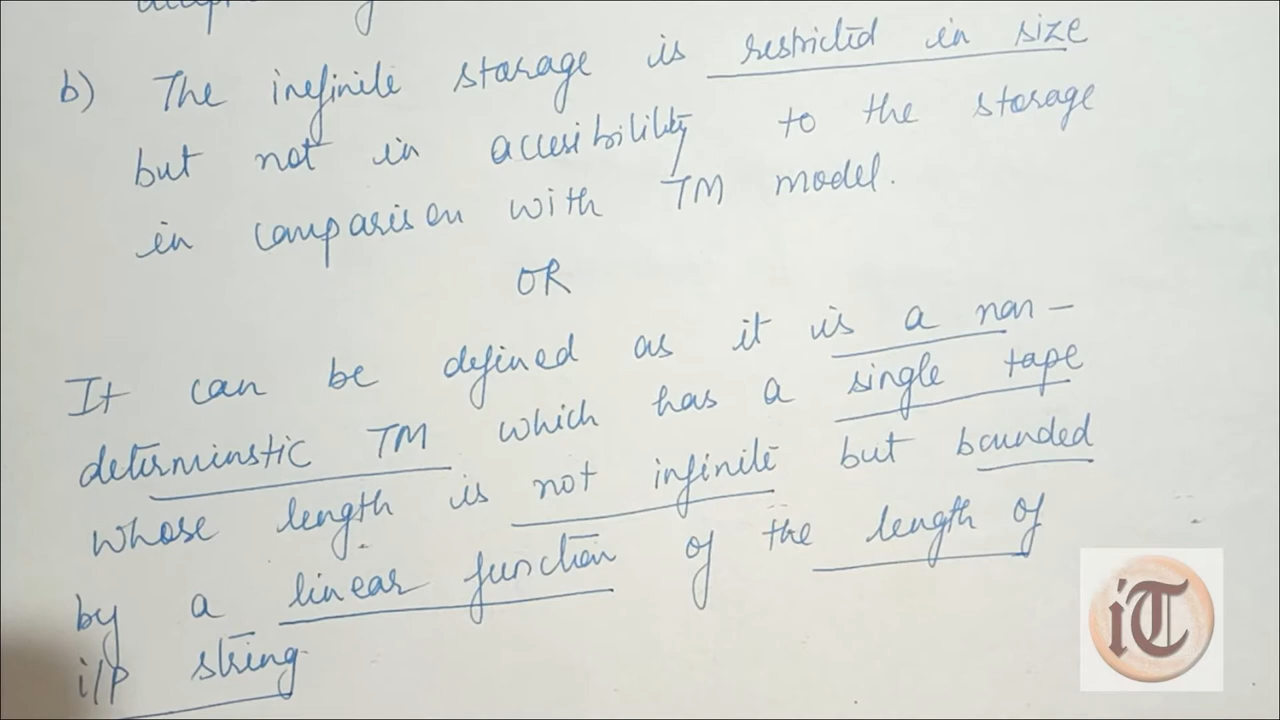 b) The inefinite storage is restricted in size
but not in accesibility to the storage
in comparison with TM model.
OR
It can be defined as it is a non-
deterministic TM which has a single tape
whose length is not infinite but bounded
by a linear function of the length of
i/p string.
iT